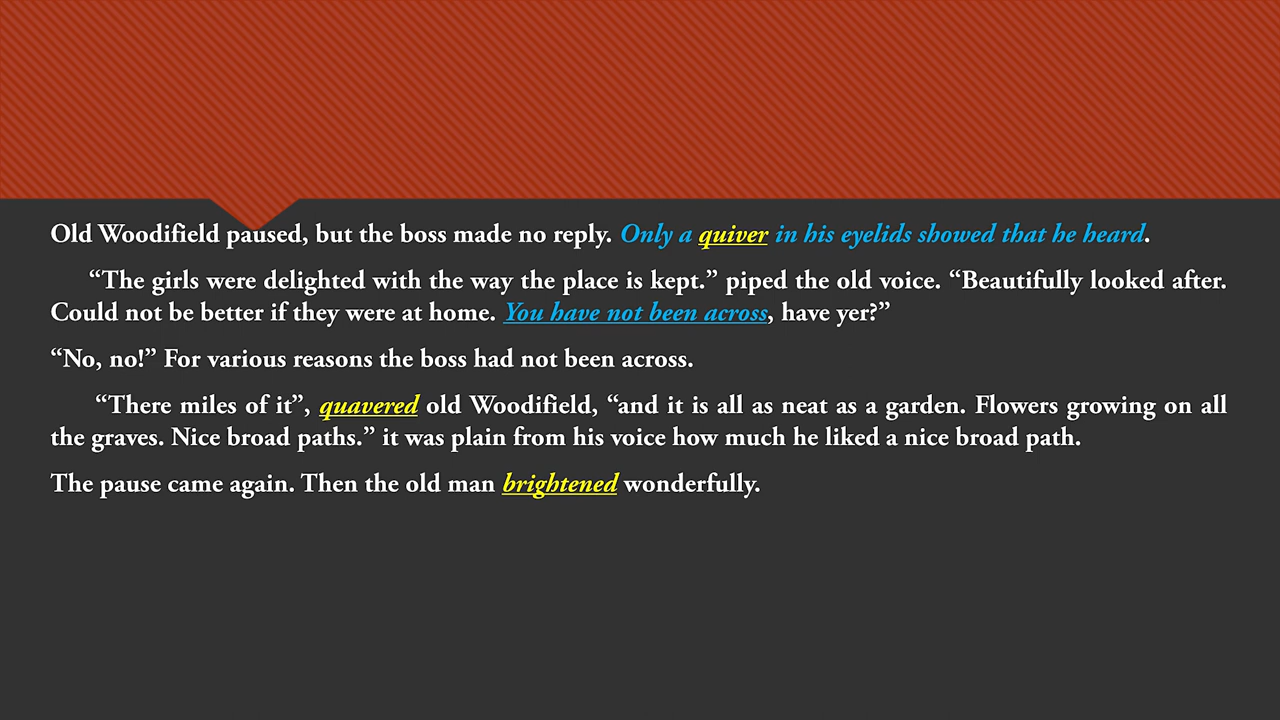 Old Woodifield paused, but the boss made no reply. Only a quiver in his eyelids showed that he heard.
“The girls were delighted with the way the place is kept.” piped the old voice. “Beautifully looked after.
Could not be better if they were at home. You have not been across, have yer?”
“No, no!” For various reasons the boss had not been across.
“There miles of it”, quavered old Woodifield, “and it is all as neat as a garden. Flowers growing on all
the graves. Nice broad paths.” it was plain from his voice how much he liked a nice broad path.
The pause came again. Then the old man brightened wonderfully.